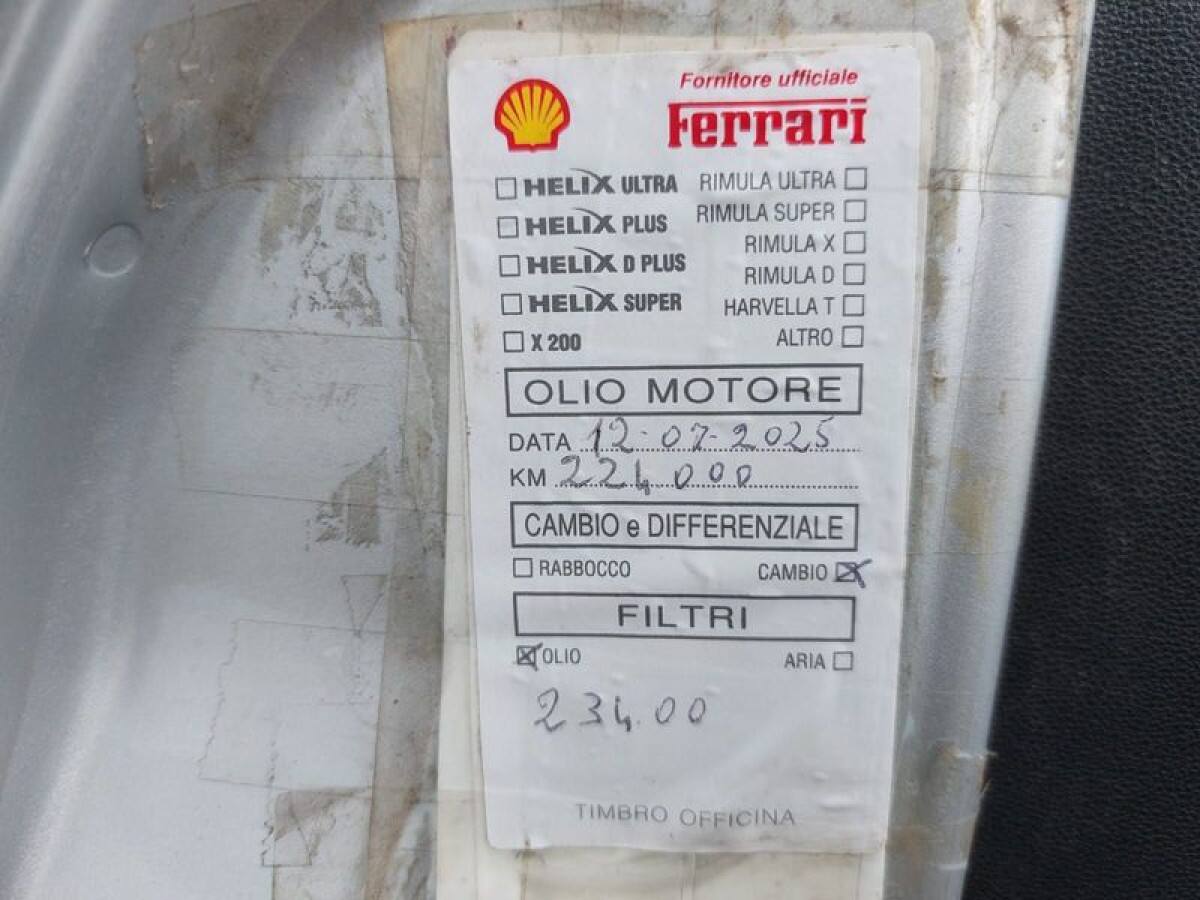 Fornitore ufficiale
Ferrari
HELIX ULTRA RIMULA ULTRA
HELIX PLUS RIMULA SUPER
RIMULA X
HELIX D PLUS RIMULA D
HELIX SUPER HARVELLA T
X 200 ALTRO
OLIO MOTORE
DATA 12-07-2025
KM 224000
CAMBIO e DIFFERENZIALE
RABBOCCO CAMBIO
FILTRI
OLIO ARIA
234.00
TIMBRO OFFICINA